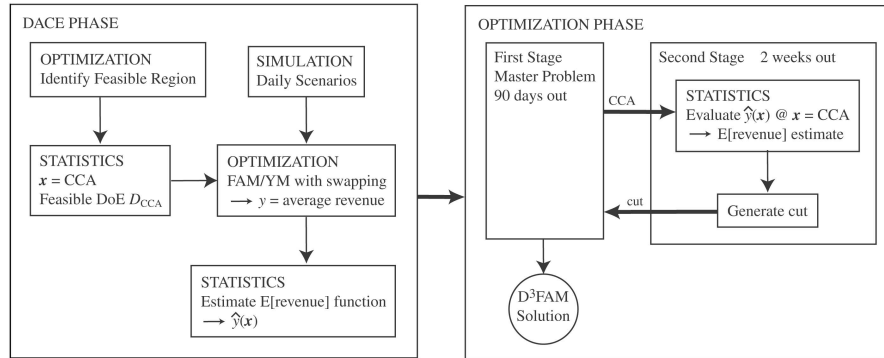 DACE PHASE
OPTIMIZATION
Identify Feasible Region
SIMULATION
Daily Scenarios
STATISTICS
x = CCA
Feasible DoE D_CCA
OPTIMIZATION
FAM/YM with swapping
→ y = average revenue
STATISTICS
Estimate E[revenue] function
→ ŷ(x)
OPTIMIZATION PHASE
First Stage
Master Problem
90 days out
CCA
Second Stage 2 weeks out
STATISTICS
Evaluate ŷ(x) @ x = CCA
→ E[revenue] estimate
cut
Generate cut
D³FAM
Solution